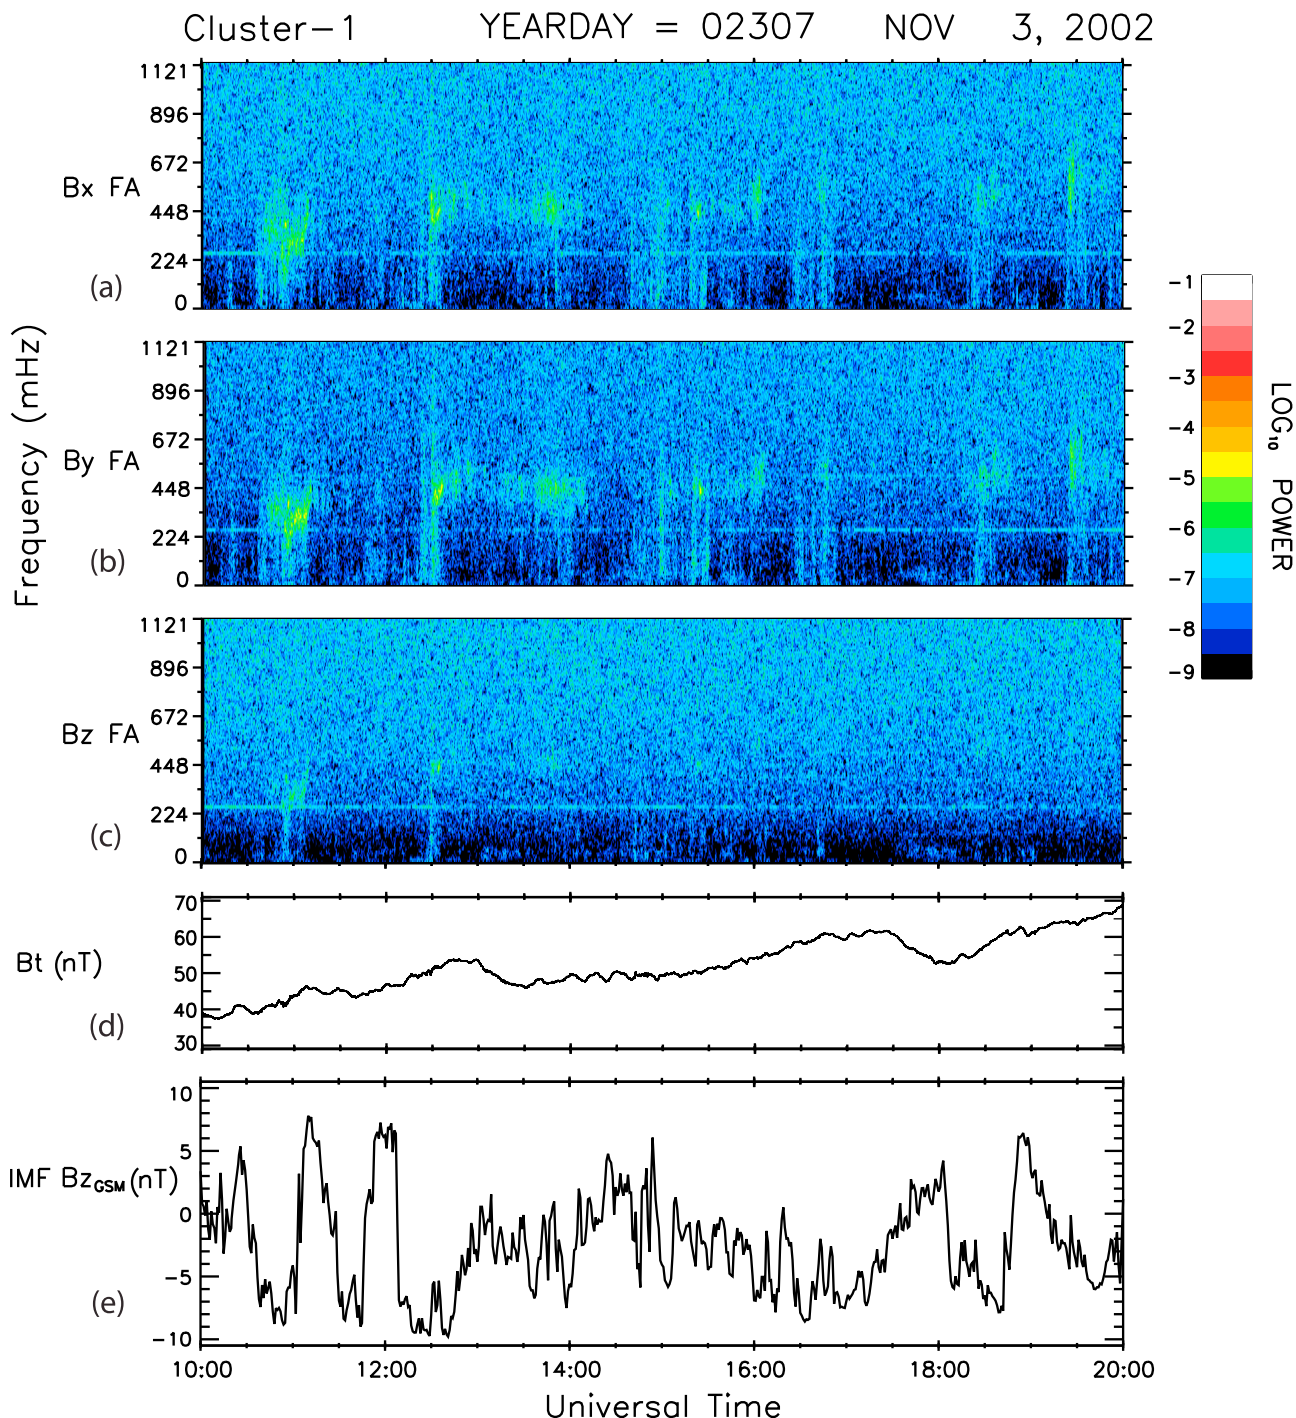 Cluster-1 YEARDAY = 02307 NOV 3, 2002
1121
896
672
Bx FA
448
224
(a)
0
1121
896
672
By FA
448
224
(b)
0
1121
896
672
Bz FA
448
224
(c)
0
Frequency (mHz)
-1
-2
-3
-4
-5
-6
-7
-8
-9
LOG10 POWER
70
60
Bt (nT)
50
40
(d)
30
10
5
IMF BzGSM (nT)
0
-5
(e)
-10
10:00 12:00 14:00 16:00 18:00 20:00
Universal Time